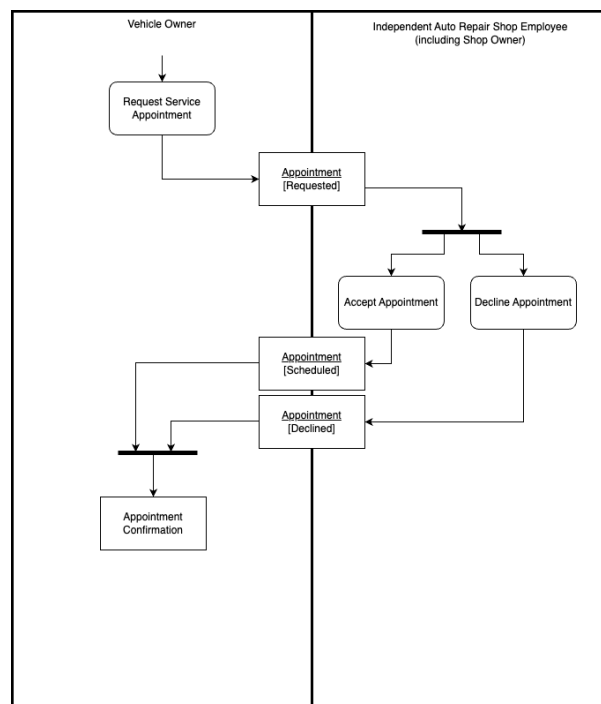 Vehicle Owner
Independent Auto Repair Shop Employee
(including Shop Owner)
Request Service
Appointment
Appointment
[Requested]
Accept Appointment
Decline Appointment
Appointment
[Scheduled]
Appointment
[Declined]
Appointment
Confirmation